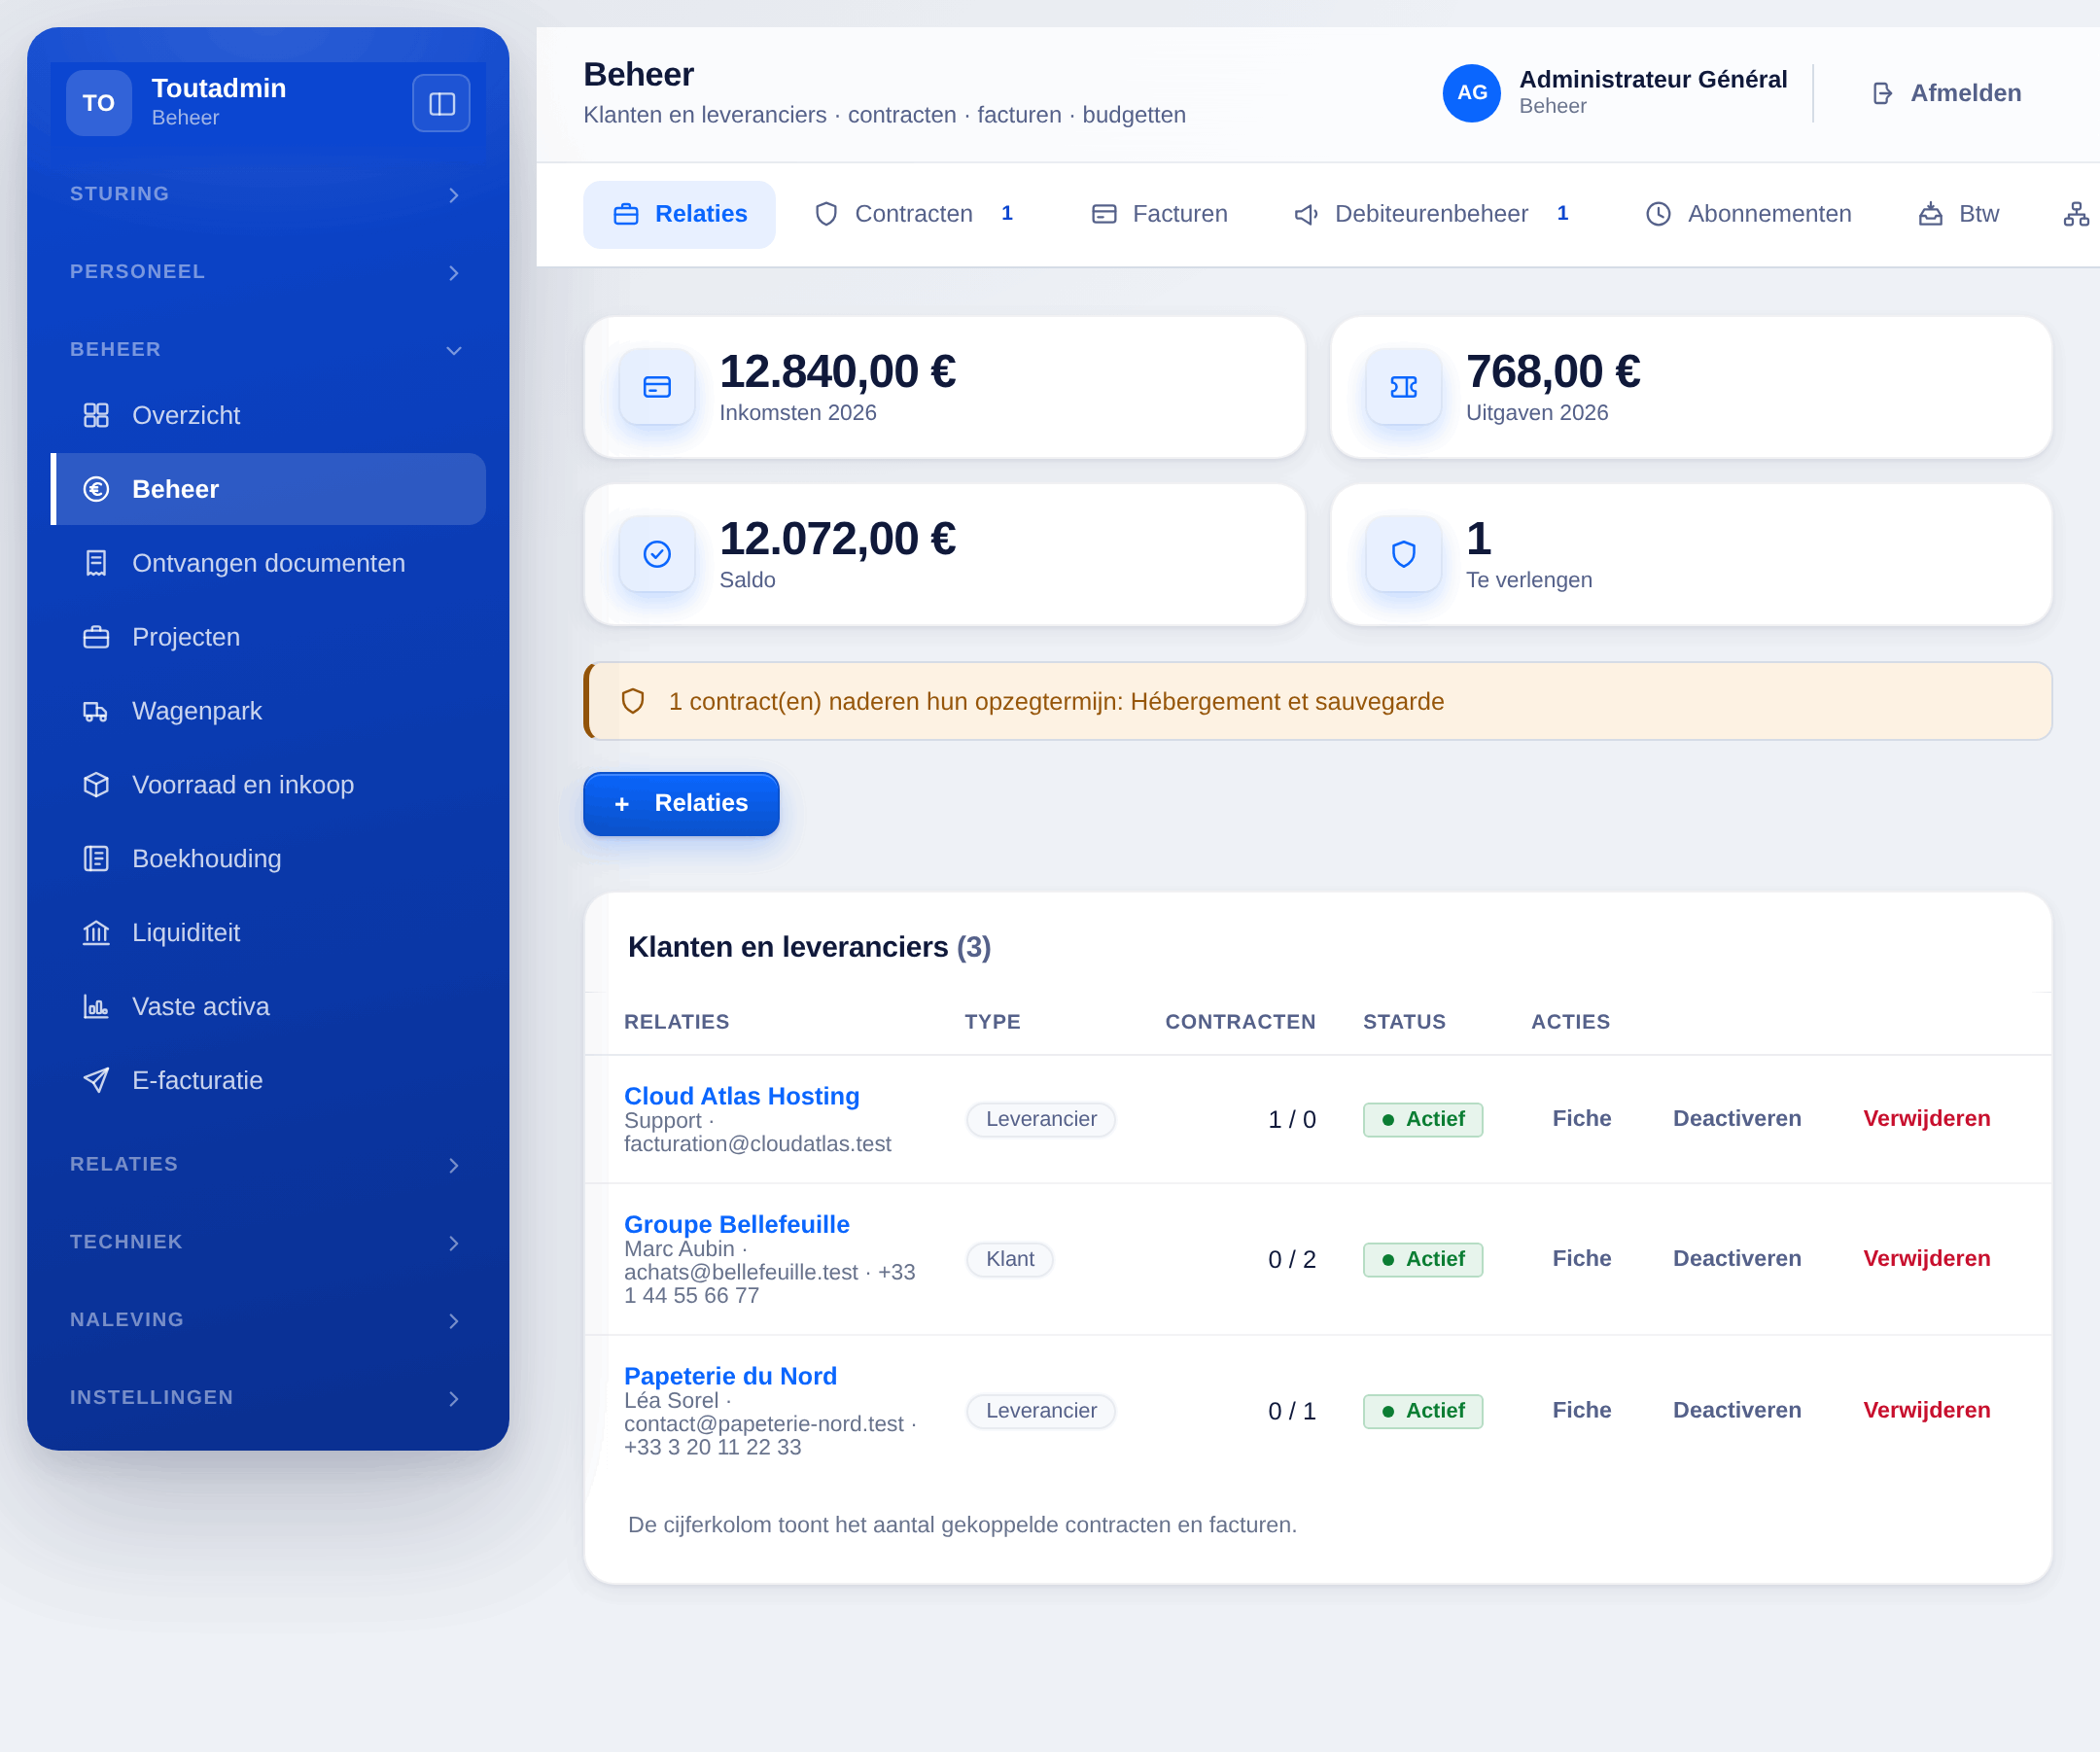 TO
Toutadmin
Beheer
STURING
PERSONEEL
BEHEER
Overzicht
Beheer
Ontvangen documenten
Projecten
Wagenpark
Voorraad en inkoop
Boekhouding
Liquiditeit
Vaste activa
E-facturatie
RELATIES
TECHNIEK
NALEVING
INSTELLINGEN
Beheer
Klanten en leveranciers · contracten · facturen · budgetten
AG
Administrateur Général
Beheer
Afmelden
Relaties
Contracten 1
Facturen
Debiteurenbeheer 1
Abonnementen
Btw
12.840,00 €
Inkomsten 2026
768,00 €
Uitgaven 2026
12.072,00 €
Saldo
1
Te verlengen
1 contract(en) naderen hun opzegtermijn: Hébergement et sauvegarde
+ Relaties
Klanten en leveranciers (3)
RELATIES TYPE CONTRACTEN STATUS ACTIES
Cloud Atlas Hosting
Support ·
facturation@cloudatlas.test
Leverancier 1 / 0 Actief Fiche Deactiveren Verwijderen
Groupe Bellefeuille
Marc Aubin ·
achats@bellefeuille.test · +33
1 44 55 66 77
Klant 0 / 2 Actief Fiche Deactiveren Verwijderen
Papeterie du Nord
Léa Sorel ·
contact@papeterie-nord.test ·
+33 3 20 11 22 33
Leverancier 0 / 1 Actief Fiche Deactiveren Verwijderen
De cijferkolom toont het aantal gekoppelde contracten en facturen.